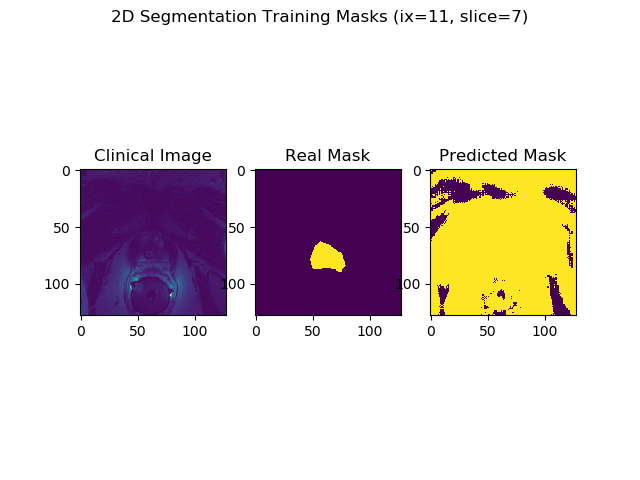 2D Segmentation Training Masks (ix=11, slice=7)
Clinical Image Real Mask Predicted Mask
0 0 0
50 50 50
100 100 100
0 50 100 0 50 100 0 50 100